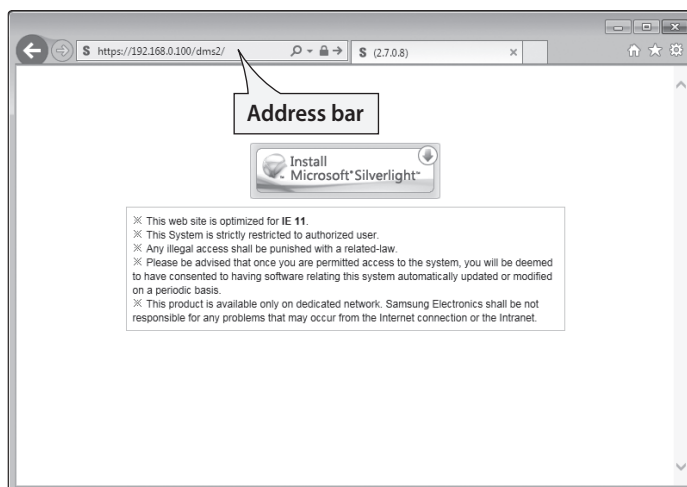 S https://192.168.0.100/dms2/
S (2.7.0.8)
Address bar
Install
Microsoft® Silverlight™
※ This web site is optimized for IE 11.
※ This System is strictly restricted to authorized user.
※ Any illegal access shall be punished with a related-law.
※ Please be advised that once you are permitted access to the system, you will be deemed
to have consented to having software relating this system automatically updated or modified
on a periodic basis.
※ This product is available only on dedicated network. Samsung Electronics shall be not
responsible for any problems that may occur from the Internet connection or the Intranet.